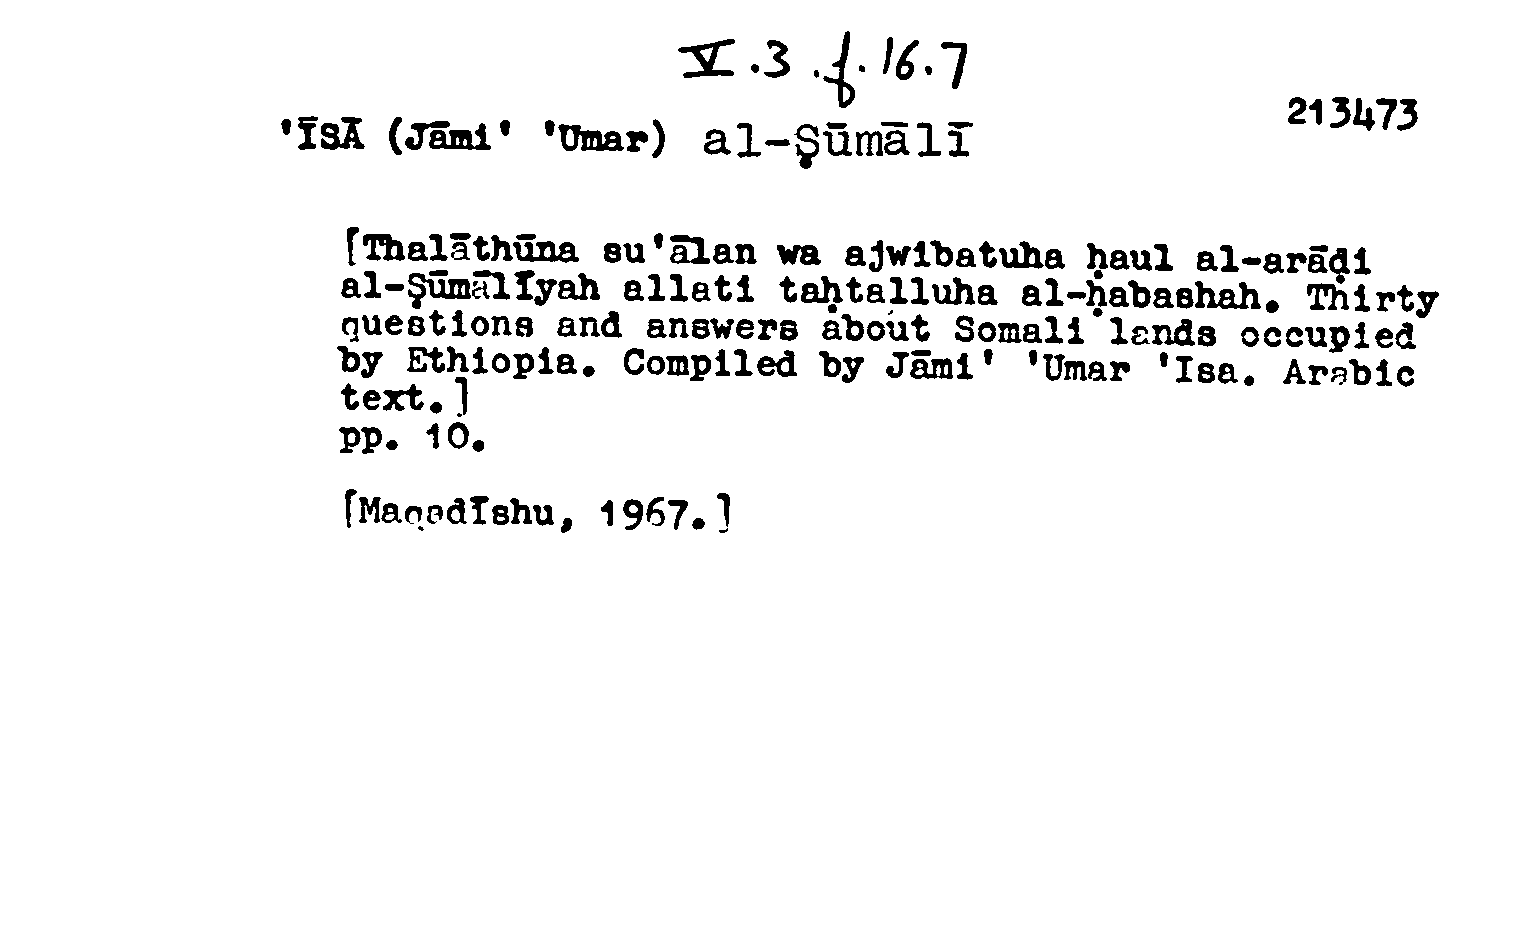 V.3.f.16.7
213473
'ĪSĀ (Jāmi' 'Umar) al-Ṣūmālī
[Thalāthūna su'ālan wa ajwibatuha ḥaul al-arāḍi
al-Ṣūmālīyah allati taḥtalluha al-ḥabashah. Thirty
questions and answers about Somali lands occupied
by Ethiopia. Compiled by Jāmi' 'Umar 'Isa. Arabic
text.]
pp. 10.
[Maqadīshu, 1967.]